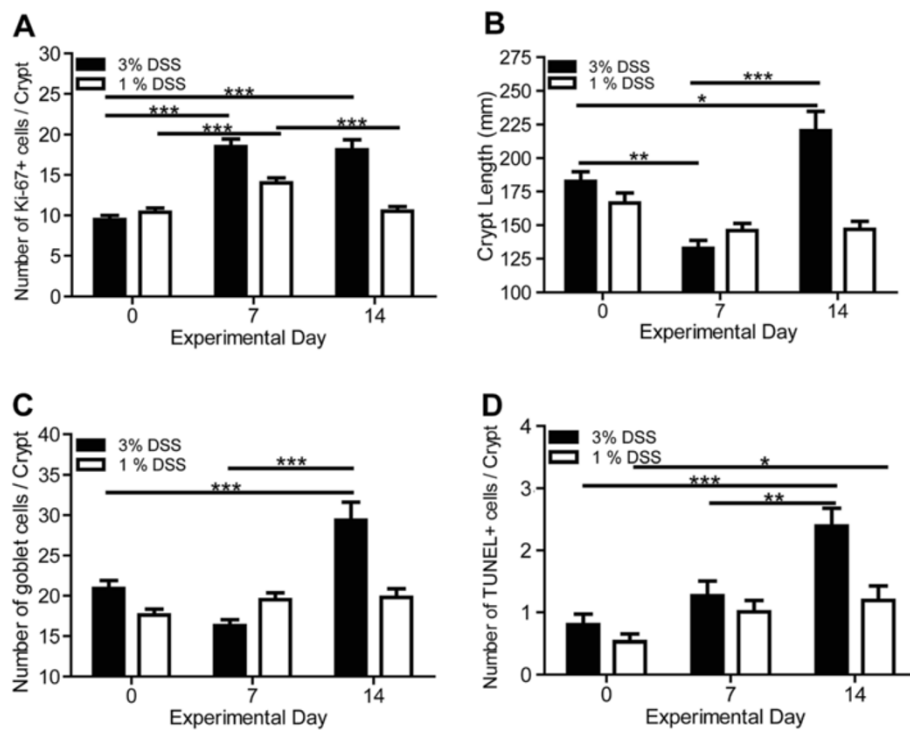 A
Number of Ki-67+ cells / Crypt
30
25
20
15
10
5
0
3% DSS
1 % DSS
***
***
***
***
0 7 14
Experimental Day
B
Crypt Length (mm)
275
250
225
200
175
150
125
100
3% DSS
1 % DSS
***
*
**
0 7 14
Experimental Day
C
Number of goblet cells / Crypt
40
35
30
25
20
15
10
3% DSS
1 % DSS
***
***
0 7 14
Experimental Day
D
Number of TUNEL+ cells / Crypt
4
3
2
1
0
3% DSS
1 % DSS
*
***
**
0 7 14
Experimental Day